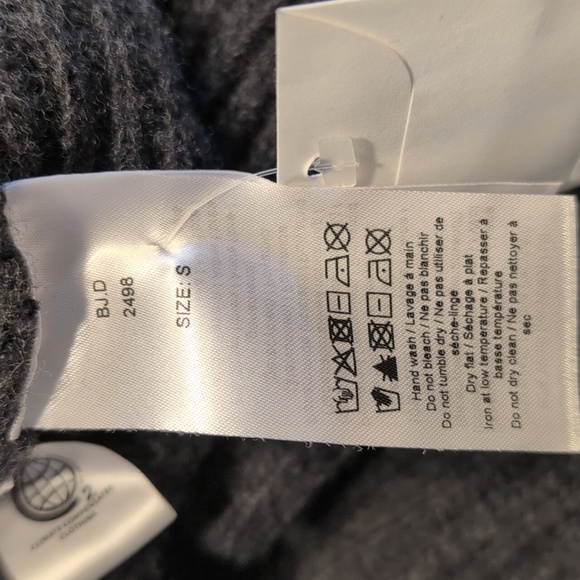 BJ.D
2498
SIZE: S
Hand wash / Lavage à main
Do not bleach / Ne pas blanchir
Do not tumble dry / Ne pas utiliser de
sèche-linge
Dry flat / Séchage à plat
Iron at low temperature / Repasser à
basse température
Do not dry clean / Ne pas nettoyer à
sec
2
CLOTHING